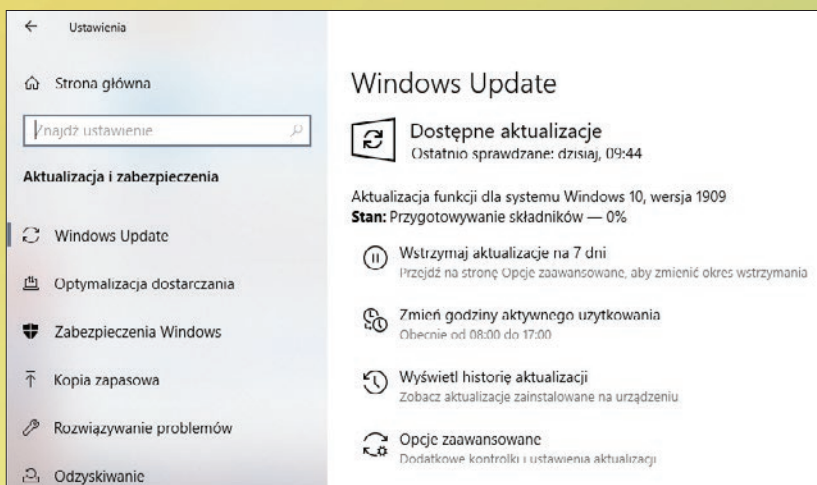 Ustawienia
Strona główna
Znajdź ustawienie
Aktualizacja i zabezpieczenia
Windows Update
Optymalizacja dostarczania
Zabezpieczenia Windows
Kopia zapasowa
Rozwiązywanie problemów
Odzyskiwanie
Windows Update
Dostępne aktualizacje
Ostatnio sprawdzane: dzisiaj, 09:44
Aktualizacja funkcji dla systemu Windows 10, wersja 1909
Stan: Przygotowywanie składników — 0%
Wstrzymaj aktualizacje na 7 dni
Przejdź na stronę Opcje zaawansowane, aby zmienić okres wstrzymania
Zmień godziny aktywnego użytkowania
Obecnie od 08:00 do 17:00
Wyświetl historię aktualizacji
Zobacz aktualizacje zainstalowane na urządzeniu
Opcje zaawansowane
Dodatkowe kontrolki i ustawienia aktualizacji